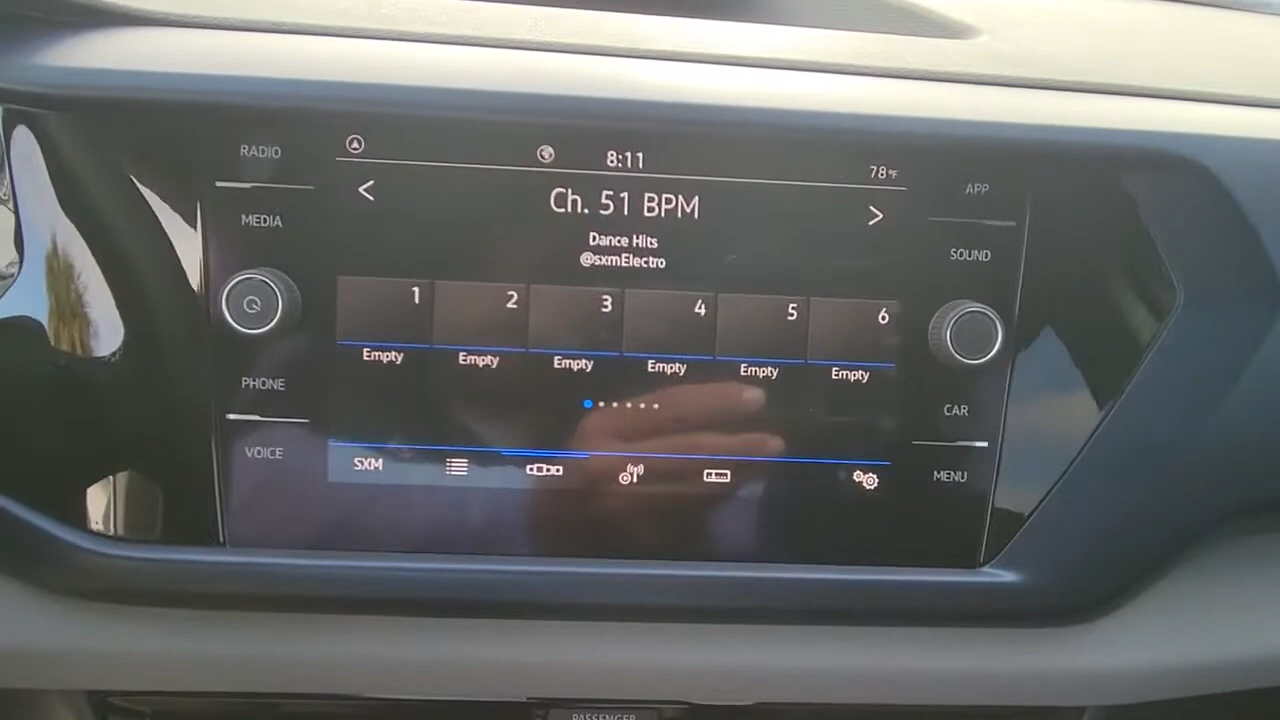 RADIO
MEDIA
PHONE
VOICE
8:11
78°F
Ch. 51 BPM
Dance Hits
@sxmElectro
1
2
3
4
5
6
Empty
Empty
Empty
Empty
Empty
Empty
SXM
APP
SOUND
CAR
MENU
PASSENGER